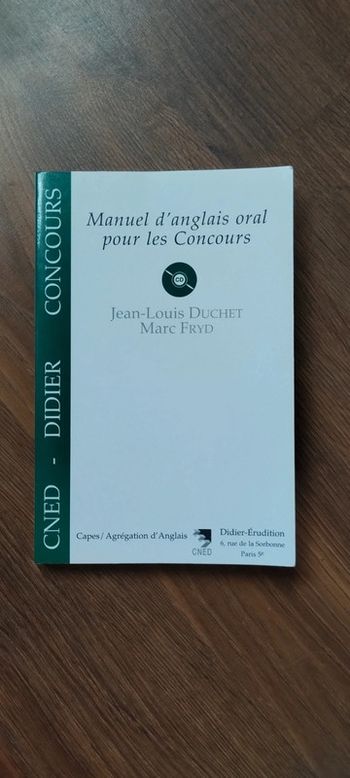 CNED - DIDIER CONCOURS
Manuel d'anglais oral
pour les Concours
CD
Jean-Louis DUCHET
Marc FRYD
Capes / Agrégation d'Anglais
CNED
Didier-Érudition
6, rue de la Sorbonne
Paris 5e